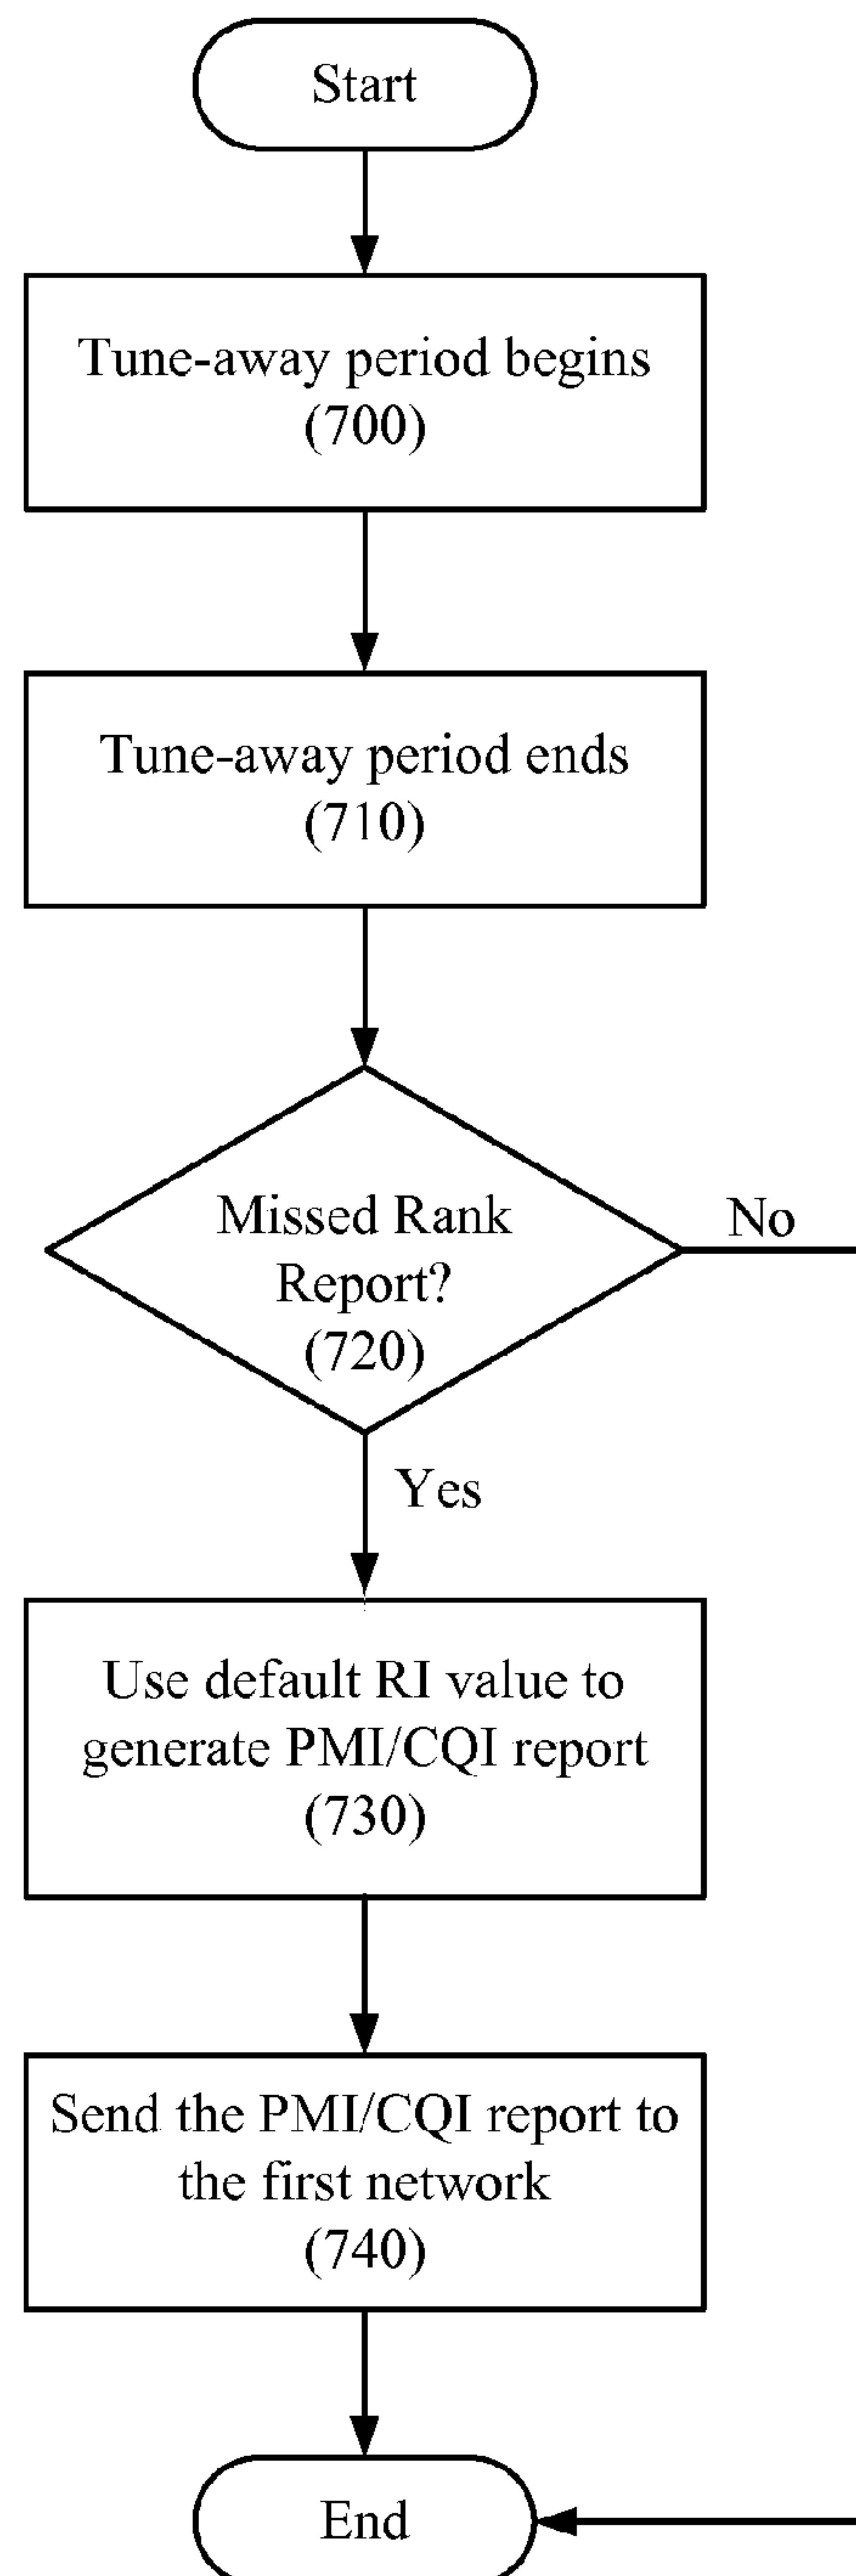 Start
Tune-away period begins
(700)
Tune-away period ends
(710)
Missed Rank
Report?
(720)
No
Yes
Use default RI value to
generate PMI/CQI report
(730)
Send the PMI/CQI report to
the first network
(740)
End